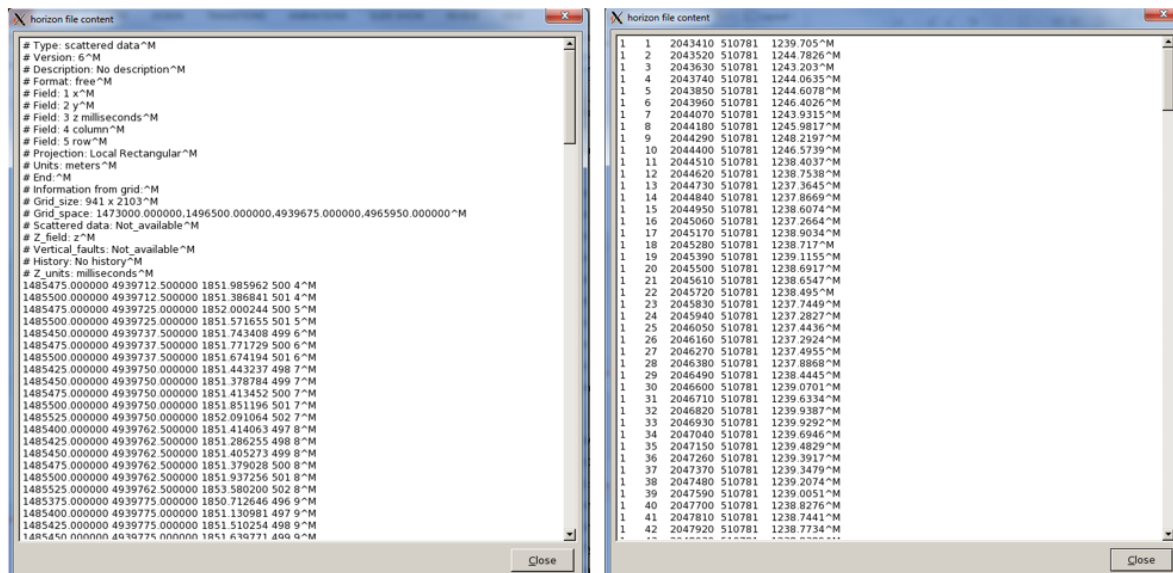 horizon file content
# Type: scattered data^M
# Version: 6^M
# Description: No description^M
# Format: free^M
# Field: 1 x^M
# Field: 2 y^M
# Field: 3 z milliseconds^M
# Field: 4 column^M
# Field: 5 row^M
# Projection: Local Rectangular^M
# Units: meters^M
# End:^M
# Information from grid:^M
# Grid_size: 941 x 2103^M
# Grid_space: 1473000.000000,1496500.000000,4939675.000000,4965950.000000^M
# Scattered data: Not_available^M
# Z_field: z^M
# Vertical_faults: Not_available^M
# History: No history^M
# Z_units: milliseconds^M
1485475.000000 4939712.500000 1851.985962 500 4^M
1485500.000000 4939712.500000 1851.386841 501 4^M
1485475.000000 4939725.000000 1852.000244 500 5^M
1485500.000000 4939725.000000 1851.571655 501 5^M
1485450.000000 4939737.500000 1851.743408 499 6^M
1485475.000000 4939737.500000 1851.771729 500 6^M
1485500.000000 4939737.500000 1851.674194 501 6^M
1485425.000000 4939750.000000 1851.443237 498 7^M
1485450.000000 4939750.000000 1851.378784 499 7^M
1485475.000000 4939750.000000 1851.413452 500 7^M
1485500.000000 4939750.000000 1851.851196 501 7^M
1485525.000000 4939750.000000 1852.091064 502 7^M
1485400.000000 4939762.500000 1851.414063 497 8^M
1485425.000000 4939762.500000 1851.286255 498 8^M
1485450.000000 4939762.500000 1851.405273 499 8^M
1485475.000000 4939762.500000 1851.379028 500 8^M
1485500.000000 4939762.500000 1851.937256 501 8^M
1485525.000000 4939762.500000 1853.580200 502 8^M
1485375.000000 4939775.000000 1850.712646 496 9^M
1485400.000000 4939775.000000 1851.130981 497 9^M
1485425.000000 4939775.000000 1851.510254 498 9^M
1485450.000000 4939775.000000 1851.639771 499 9^M
Close
horizon file content
1 1 2043410 510781 1239.705^M
1 2 2043520 510781 1244.7826^M
1 3 2043630 510781 1243.203^M
1 4 2043740 510781 1244.0635^M
1 5 2043850 510781 1244.6078^M
1 6 2043960 510781 1246.4026^M
1 7 2044070 510781 1243.9315^M
1 8 2044180 510781 1245.9817^M
1 9 2044290 510781 1248.2197^M
1 10 2044400 510781 1246.5739^M
1 11 2044510 510781 1238.4037^M
1 12 2044620 510781 1238.7538^M
1 13 2044730 510781 1237.3645^M
1 14 2044840 510781 1237.8669^M
1 15 2044950 510781 1238.6074^M
1 16 2045060 510781 1237.2664^M
1 17 2045170 510781 1238.9034^M
1 18 2045280 510781 1238.717^M
1 19 2045390 510781 1239.1155^M
1 20 2045500 510781 1238.6917^M
1 21 2045610 510781 1238.6547^M
1 22 2045720 510781 1238.495^M
1 23 2045830 510781 1237.7449^M
1 24 2045940 510781 1237.2827^M
1 25 2046050 510781 1237.4436^M
1 26 2046160 510781 1237.2924^M
1 27 2046270 510781 1237.4955^M
1 28 2046380 510781 1237.8868^M
1 29 2046490 510781 1238.4445^M
1 30 2046600 510781 1239.0701^M
1 31 2046710 510781 1239.6334^M
1 32 2046820 510781 1239.9387^M
1 33 2046930 510781 1239.9292^M
1 34 2047040 510781 1239.6946^M
1 35 2047150 510781 1239.4829^M
1 36 2047260 510781 1239.3917^M
1 37 2047370 510781 1239.3479^M
1 38 2047480 510781 1239.2074^M
1 39 2047590 510781 1239.0051^M
1 40 2047700 510781 1238.8276^M
1 41 2047810 510781 1238.7441^M
1 42 2047920 510781 1238.7734^M
Close